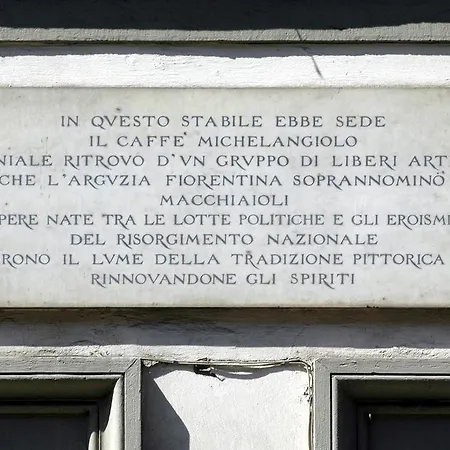 IN QVESTO STABILE EBBE SEDE
IL CAFFÈ MICHELANGIOLO
NIALE RITROVO D'VN GRVPPO DI LIBERI ART
CHE L'ARGVZIA FIORENTINA SOPRANNOMINÒ
MACCHIAIOLI
PERE NATE TRA LE LOTTE POLITICHE E GLI EROISM
DEL RISORGIMENTO NAZIONALE
RONO IL LVME DELLA TRADIZIONE PITTORICA
RINNOVANDONE GLI SPIRITI